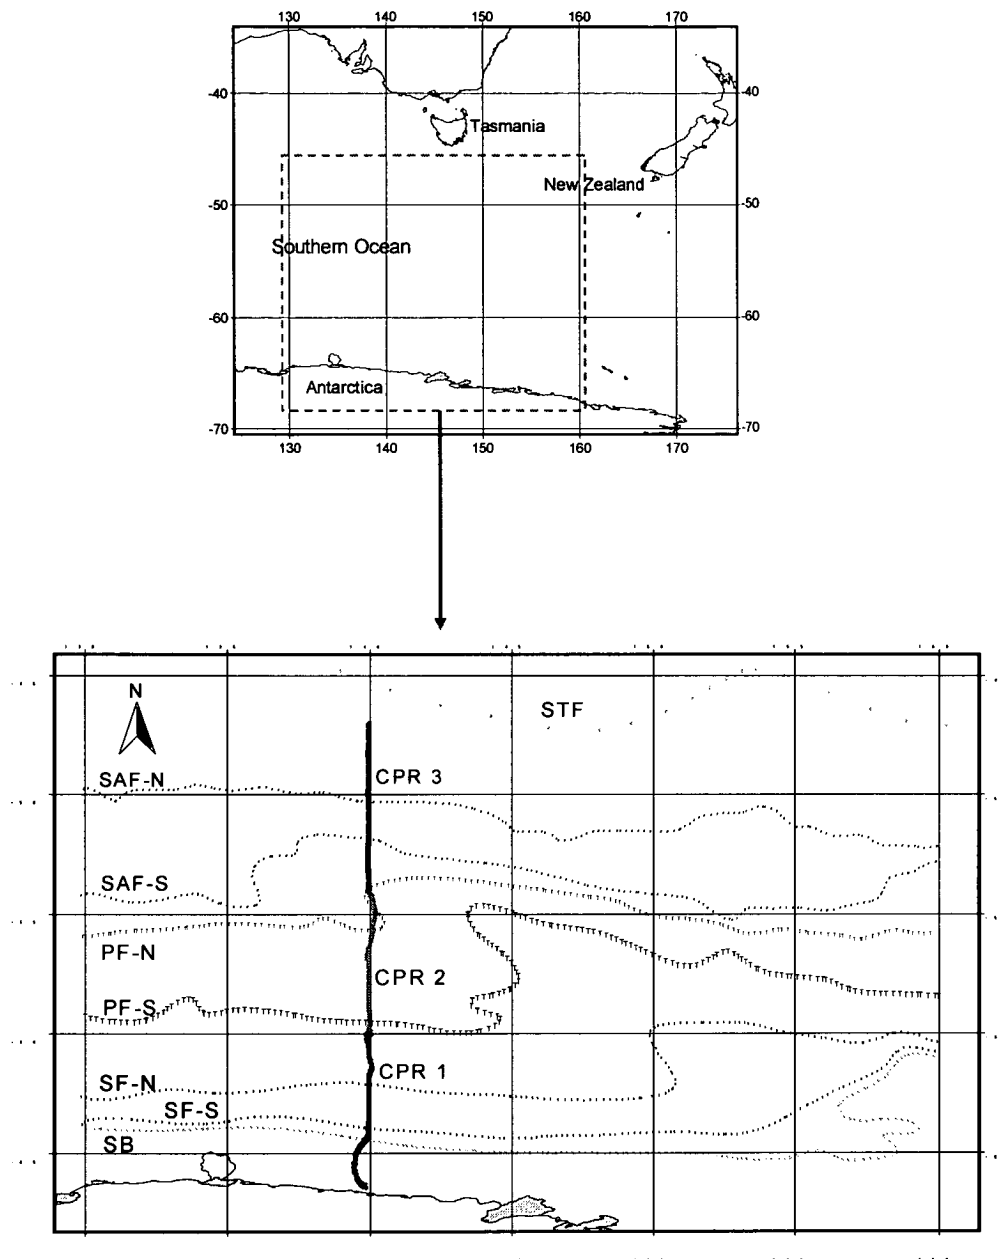 130 140 150 160 170
-40 -40
Tasmania
New Zealand
-50 -50
Southern Ocean
-60 -60
Antarctica
-70 -70
130 140 150 160 170
N
STF
SAF-N
CPR 3
SAF-S
PF-N
CPR 2
PF-S
CPR 1
SF-N
SF-S
SB